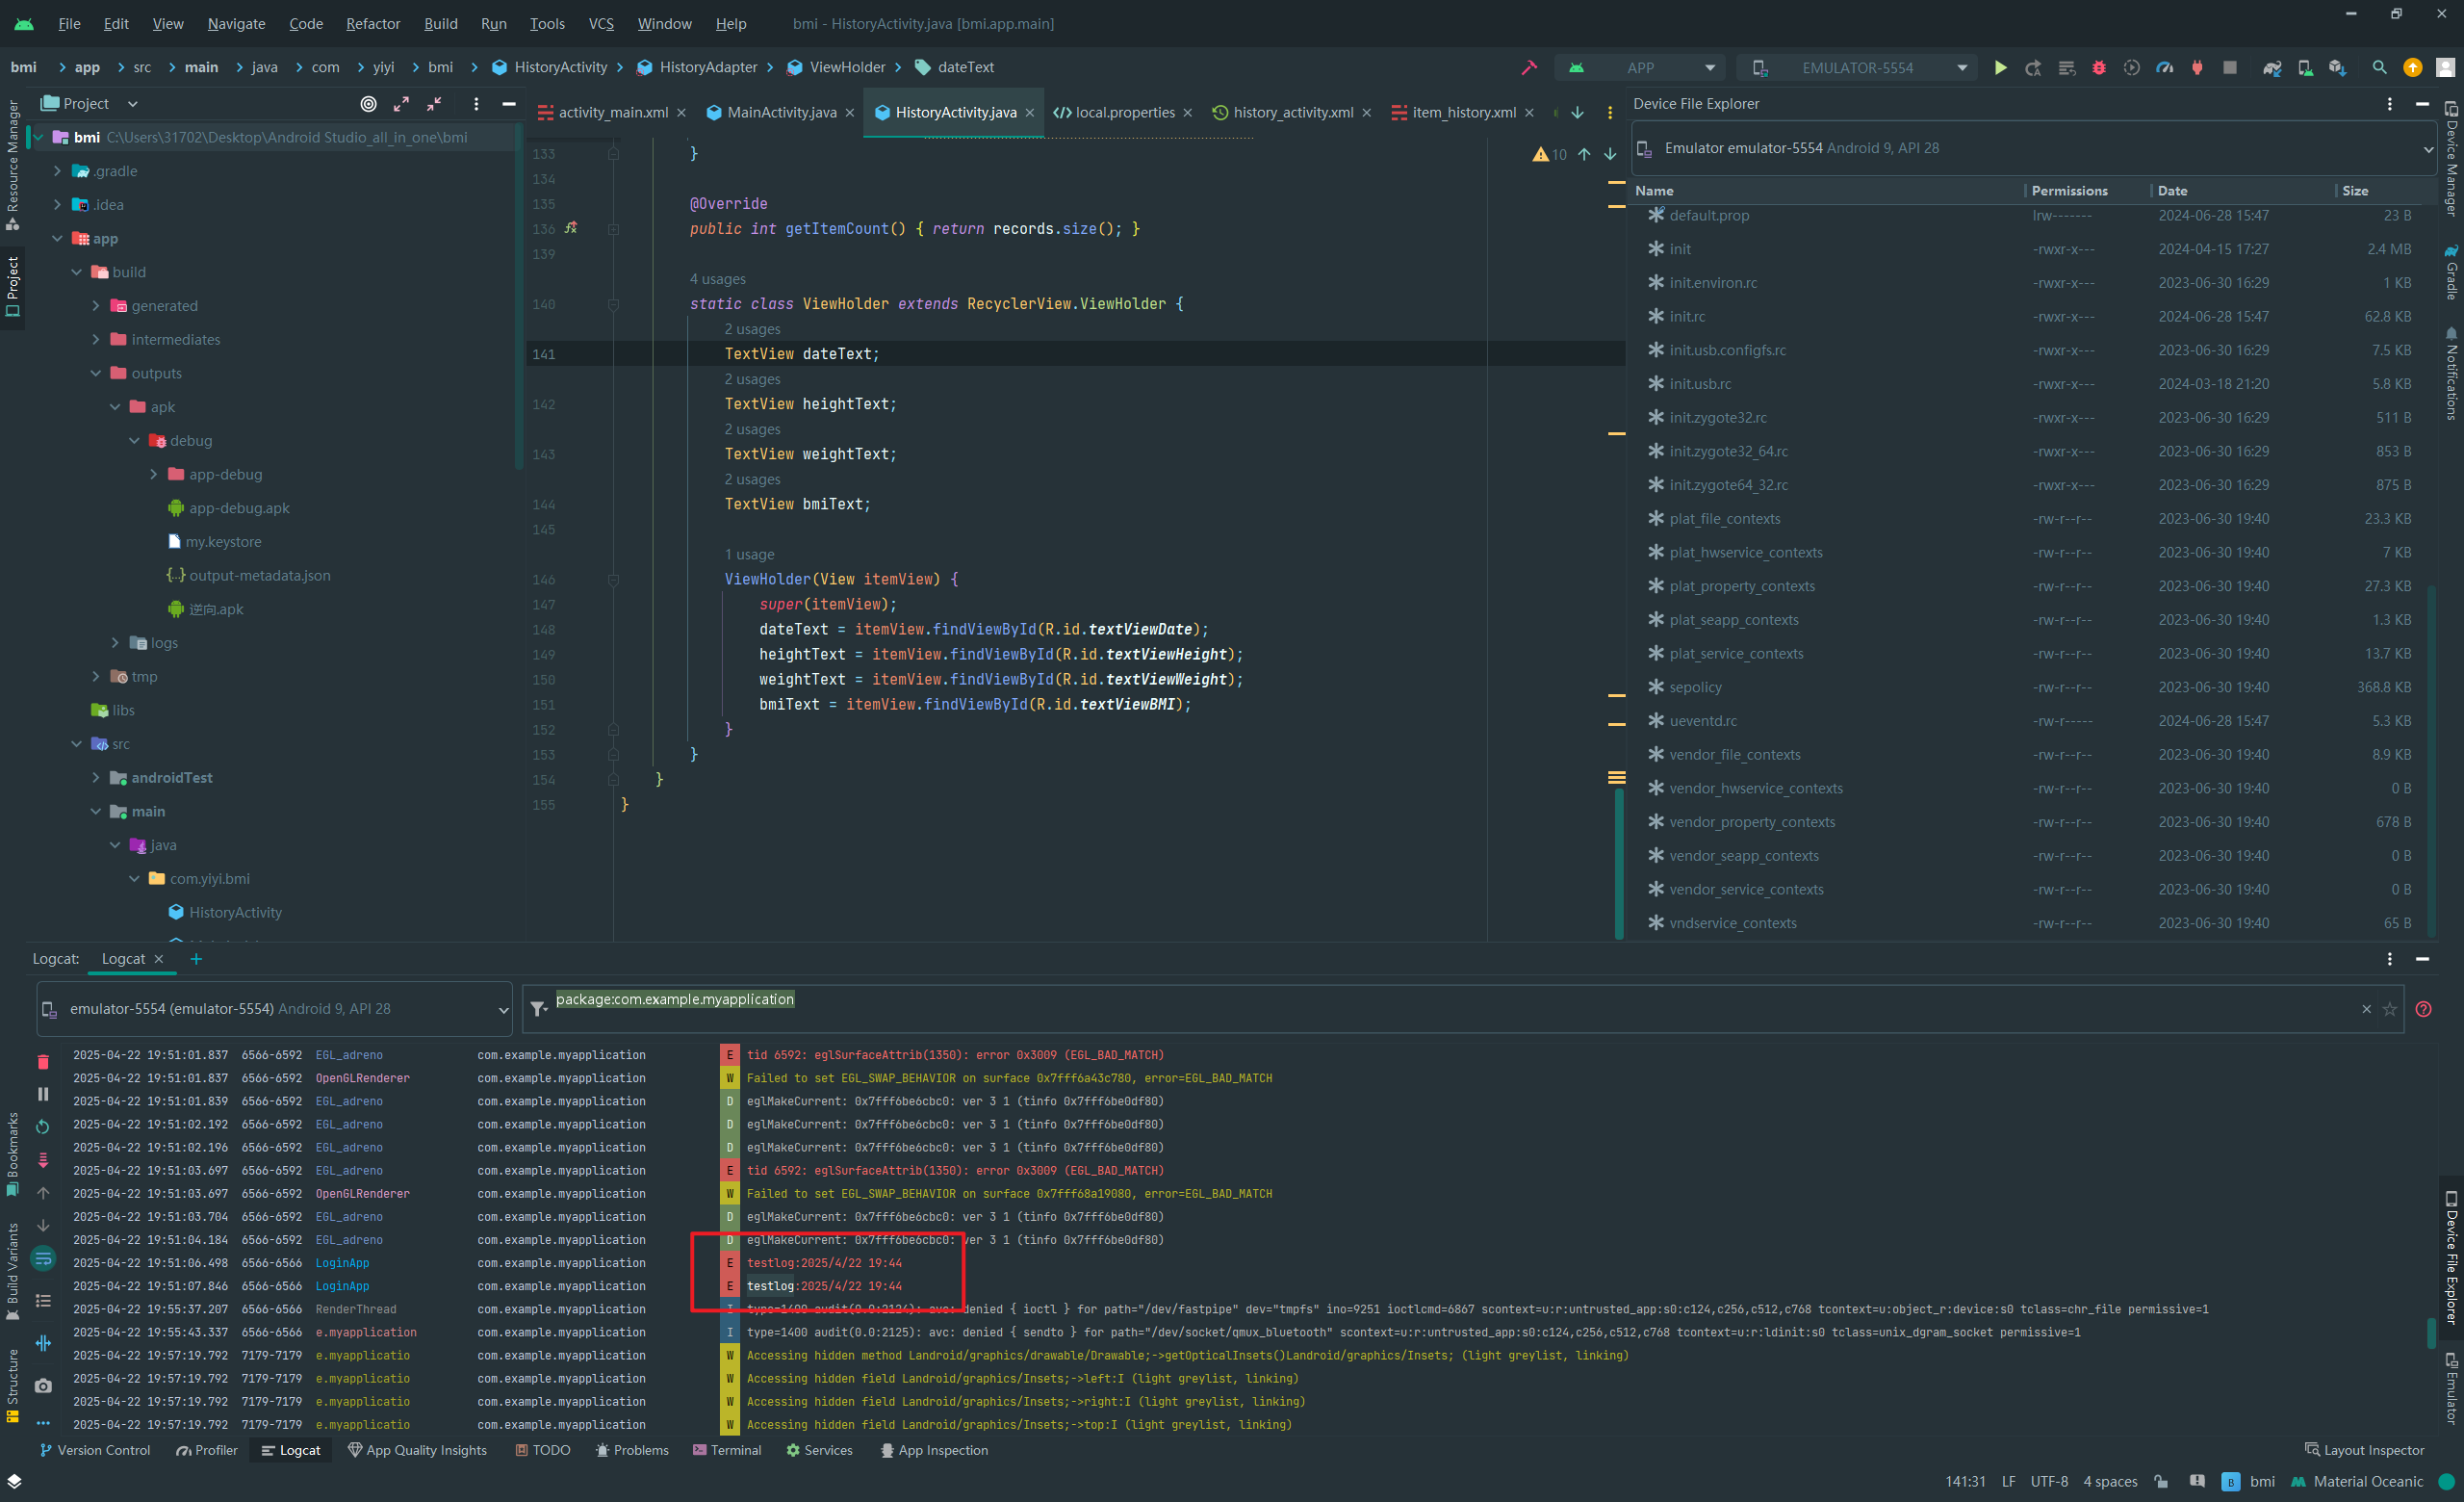 File Edit View Navigate Code Refactor Build Run Tools VCS Window Help bmi - HistoryActivity.java [bmi.app.main]
bmi app src main java com yiyi bmi HistoryActivity HistoryAdapter ViewHolder dateText APP EMULATOR-5554
Project
activity_main.xml MainActivity.java HistoryActivity.java local.properties history_activity.xml item_history.xml
Resource Manager
Project
bmi C:\Users\31702\Desktop\Android Studio_all_in_one\bmi
.gradle
.idea
app
build
generated
intermediates
outputs
apk
debug
app-debug
app-debug.apk
my.keystore
output-metadata.json
逆向.apk
logs
tmp
libs
src
androidTest
main
java
com.yiyi.bmi
HistoryActivity
10
133 }
134
135 @Override
136 public int getItemCount() { return records.size(); }
139
4 usages
140 static class ViewHolder extends RecyclerView.ViewHolder {
2 usages
141 TextView dateText;
2 usages
142 TextView heightText;
2 usages
143 TextView weightText;
2 usages
144 TextView bmiText;
145
1 usage
146 ViewHolder(View itemView) {
147 super(itemView);
148 dateText = itemView.findViewById(R.id.textViewDate);
149 heightText = itemView.findViewById(R.id.textViewHeight);
150 weightText = itemView.findViewById(R.id.textViewWeight);
151 bmiText = itemView.findViewById(R.id.textViewBMI);
152 }
153 }
154 }
155 }
Device File Explorer
Emulator emulator-5554 Android 9, API 28
Name Permissions Date Size
default.prop lrw------- 2024-06-28 15:47 23 B
init -rwxr-x--- 2024-04-15 17:27 2.4 MB
init.environ.rc -rwxr-x--- 2023-06-30 16:29 1 KB
init.rc -rwxr-x--- 2024-06-28 15:47 62.8 KB
init.usb.configfs.rc -rwxr-x--- 2023-06-30 16:29 7.5 KB
init.usb.rc -rwxr-x--- 2024-03-18 21:20 5.8 KB
init.zygote32.rc -rwxr-x--- 2023-06-30 16:29 511 B
init.zygote32_64.rc -rwxr-x--- 2023-06-30 16:29 853 B
init.zygote64_32.rc -rwxr-x--- 2023-06-30 16:29 875 B
plat_file_contexts -rw-r--r-- 2023-06-30 19:40 23.3 KB
plat_hwservice_contexts -rw-r--r-- 2023-06-30 19:40 7 KB
plat_property_contexts -rw-r--r-- 2023-06-30 19:40 27.3 KB
plat_seapp_contexts -rw-r--r-- 2023-06-30 19:40 1.3 KB
plat_service_contexts -rw-r--r-- 2023-06-30 19:40 13.7 KB
sepolicy -rw-r--r-- 2023-06-30 19:40 368.8 KB
ueventd.rc -rw-r----- 2024-06-28 15:47 5.3 KB
vendor_file_contexts -rw-r--r-- 2023-06-30 19:40 8.9 KB
vendor_hwservice_contexts -rw-r--r-- 2023-06-30 19:40 0 B
vendor_property_contexts -rw-r--r-- 2023-06-30 19:40 678 B
vendor_seapp_contexts -rw-r--r-- 2023-06-30 19:40 0 B
vendor_service_contexts -rw-r--r-- 2023-06-30 19:40 0 B
vndservice_contexts -rw-r--r-- 2023-06-30 19:40 65 B
Device Manager
Gradle
Notifications
Device File Explorer
Emulator
Logcat: Logcat
emulator-5554 (emulator-5554) Android 9, API 28
package:com.example.myapplication
2025-04-22 19:51:01.837 6566-6592 EGL_adreno com.example.myapplication E tid 6592: eglSurfaceAttrib(1350): error 0x3009 (EGL_BAD_MATCH)
2025-04-22 19:51:01.837 6566-6592 OpenGLRenderer com.example.myapplication W Failed to set EGL_SWAP_BEHAVIOR on surface 0x7fff6a43c780, error=EGL_BAD_MATCH
2025-04-22 19:51:01.839 6566-6592 EGL_adreno com.example.myapplication D eglMakeCurrent: 0x7fff6be6cbc0: ver 3 1 (tinfo 0x7fff6be0df80)
2025-04-22 19:51:02.192 6566-6592 EGL_adreno com.example.myapplication D eglMakeCurrent: 0x7fff6be6cbc0: ver 3 1 (tinfo 0x7fff6be0df80)
2025-04-22 19:51:02.196 6566-6592 EGL_adreno com.example.myapplication D eglMakeCurrent: 0x7fff6be6cbc0: ver 3 1 (tinfo 0x7fff6be0df80)
2025-04-22 19:51:03.697 6566-6592 EGL_adreno com.example.myapplication E tid 6592: eglSurfaceAttrib(1350): error 0x3009 (EGL_BAD_MATCH)
2025-04-22 19:51:03.697 6566-6592 OpenGLRenderer com.example.myapplication W Failed to set EGL_SWAP_BEHAVIOR on surface 0x7fff68a19080, error=EGL_BAD_MATCH
2025-04-22 19:51:03.704 6566-6592 EGL_adreno com.example.myapplication D eglMakeCurrent: 0x7fff6be6cbc0: ver 3 1 (tinfo 0x7fff6be0df80)
2025-04-22 19:51:04.184 6566-6592 EGL_adreno com.example.myapplication D eglMakeCurrent: 0x7fff6be6cbc0: ver 3 1 (tinfo 0x7fff6be0df80)
2025-04-22 19:51:06.498 6566-6566 LoginApp com.example.myapplication E testlog:2025/4/22 19:44
2025-04-22 19:51:07.846 6566-6566 LoginApp com.example.myapplication E testlog:2025/4/22 19:44
2025-04-22 19:55:37.207 6566-6566 RenderThread com.example.myapplication I type=1400 audit(0.0:2124): avc: denied { ioctl } for path="/dev/fastpipe" dev="tmpfs" ino=9251 ioctlcmd=6867 scontext=u:r:untrusted_app:s0:c124,c256,c512,c768 tcontext=u:object_r:device:s0 tclass=chr_file permissive=1
2025-04-22 19:55:43.337 6566-6566 e.myapplication com.example.myapplication I type=1400 audit(0.0:2125): avc: denied { sendto } for path="/dev/socket/qmux_bluetooth" scontext=u:r:untrusted_app:s0:c124,c256,c512,c768 tcontext=u:r:ldinit:s0 tclass=unix_dgram_socket permissive=1
2025-04-22 19:57:19.792 7179-7179 e.myapplicatio com.example.myapplication W Accessing hidden method Landroid/graphics/drawable/Drawable;->getOpticalInsets()Landroid/graphics/Insets; (light greylist, linking)
2025-04-22 19:57:19.792 7179-7179 e.myapplicatio com.example.myapplication W Accessing hidden field Landroid/graphics/Insets;->left:I (light greylist, linking)
2025-04-22 19:57:19.792 7179-7179 e.myapplicatio com.example.myapplication W Accessing hidden field Landroid/graphics/Insets;->right:I (light greylist, linking)
2025-04-22 19:57:19.792 7179-7179 e.myapplicatio com.example.myapplication W Accessing hidden field Landroid/graphics/Insets;->top:I (light greylist, linking)
Bookmarks
Build Variants
Structure
Version Control Profiler Logcat App Quality Insights TODO Problems Terminal Services App Inspection Layout Inspector
141:31 LF UTF-8 4 spaces B bmi Material Oceanic